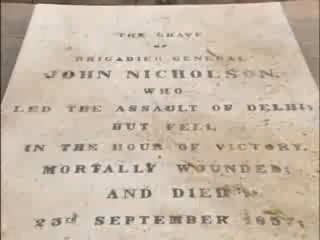 THE GRAVE
OF
BRIGADIER GENERAL
JOHN NICHOLSON
WHO
LED THE ASSAULT OF DELHI;
BUT FELL
IN THE HOUR OF VICTORY,
MORTALLY WOUNDED;
AND DIED
23rd SEPTEMBER 1857;